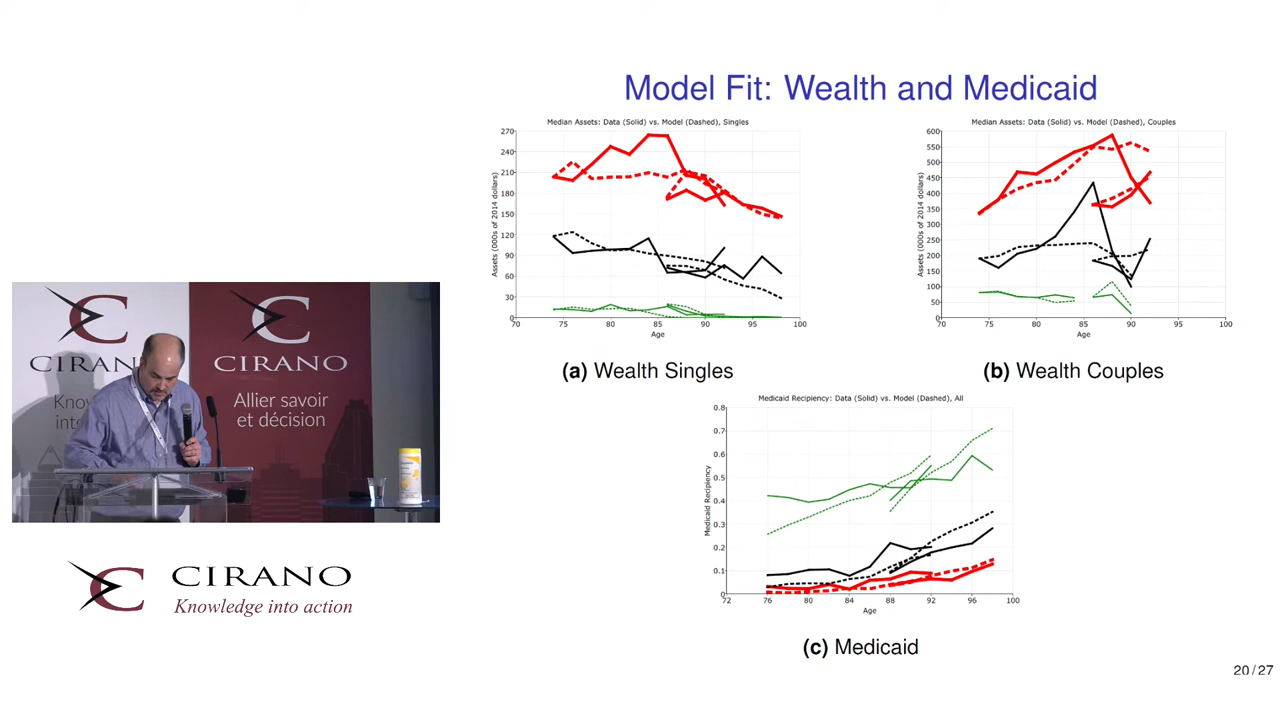 Model Fit: Wealth and Medicaid
Median Assets: Data (Solid) vs. Model (Dashed), Singles
Assets (000s of 2014 dollars)
270
240
210
180
150
120
90
60
30
0
70 75 80 85 90 95 100
Age
(a) Wealth Singles
Median Assets: Data (Solid) vs. Model (Dashed), Couples
Assets (000s of 2014 dollars)
600
550
500
450
400
350
300
250
200
150
100
50
0
70 75 80 85 90 95 100
Age
(b) Wealth Couples
Medicaid Recipiency: Data (Solid) vs. Model (Dashed), All
Medicaid Recipiency
0.8
0.7
0.6
0.5
0.4
0.3
0.2
0.1
0
72 76 80 84 88 92 96 100
Age
(c) Medicaid
20/27
CIRANO
CIRANO
Allier savoir
et décision
CIRANO
Knowledge into action